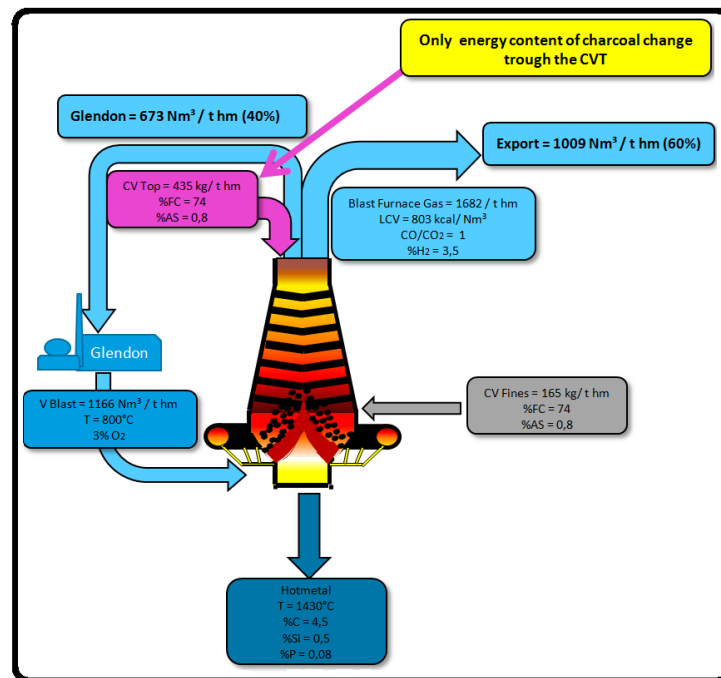 Only energy content of charcoal change
trough the CVT
Glendon = 673 Nm³ / t hm (40%)
Export = 1009 Nm³ / t hm (60%)
CV Top = 435 kg/ t hm
%FC = 74
%AS = 0,8
Blast Furnace Gas = 1682 / t hm
LCV = 803 kcal/ Nm³
CO/CO₂ = 1
%H₂ = 3,5
Glendon
V Blast = 1166 Nm³ / t hm
T = 800°C
3% O₂
CV FInes = 165 kg/ t hm
%FC = 74
%AS = 0,8
Hotmetal
T = 1430°C
%C = 4,5
%Si = 0,5
%P = 0,08